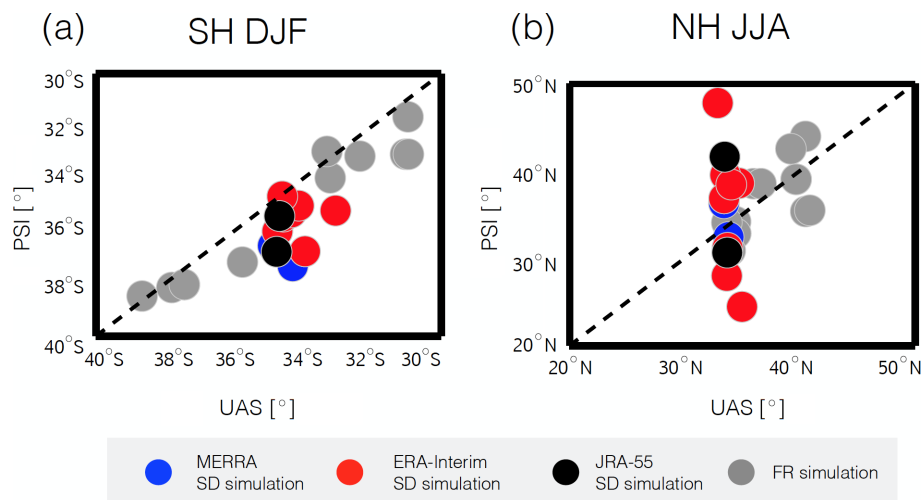 (a) SH DJF
(b) NH JJA
30°S
32°S
34°S
36°S
38°S
40°S
PSI [°]
40°S 38°S 36°S 34°S 32°S 30°S
UAS [°]
50°N
40°N
30°N
20°N
PSI [°]
20°N 30°N 40°N 50°N
UAS [°]
MERRA
SD simulation
ERA-Interim
SD simulation
JRA-55
SD simulation
FR simulation